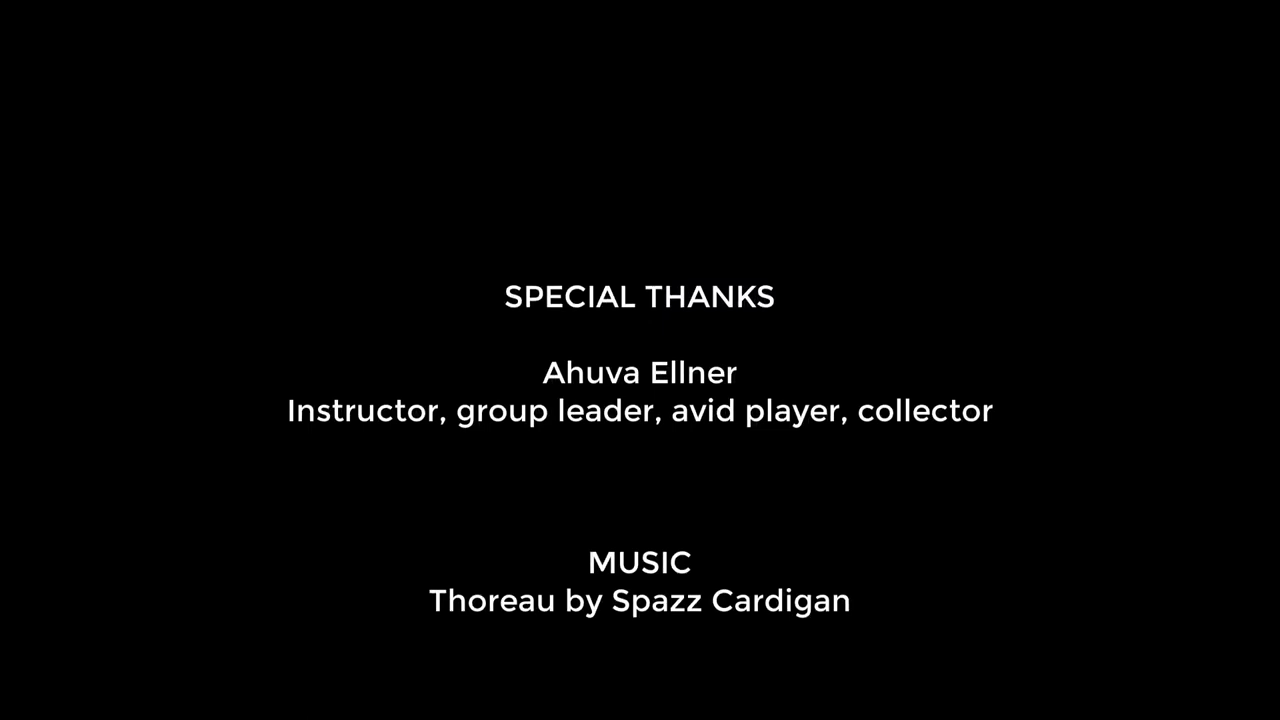 SPECIAL THANKS
Ahuva Ellner
Instructor, group leader, avid player, collector
MUSIC
Thoreau by Spazz Cardigan